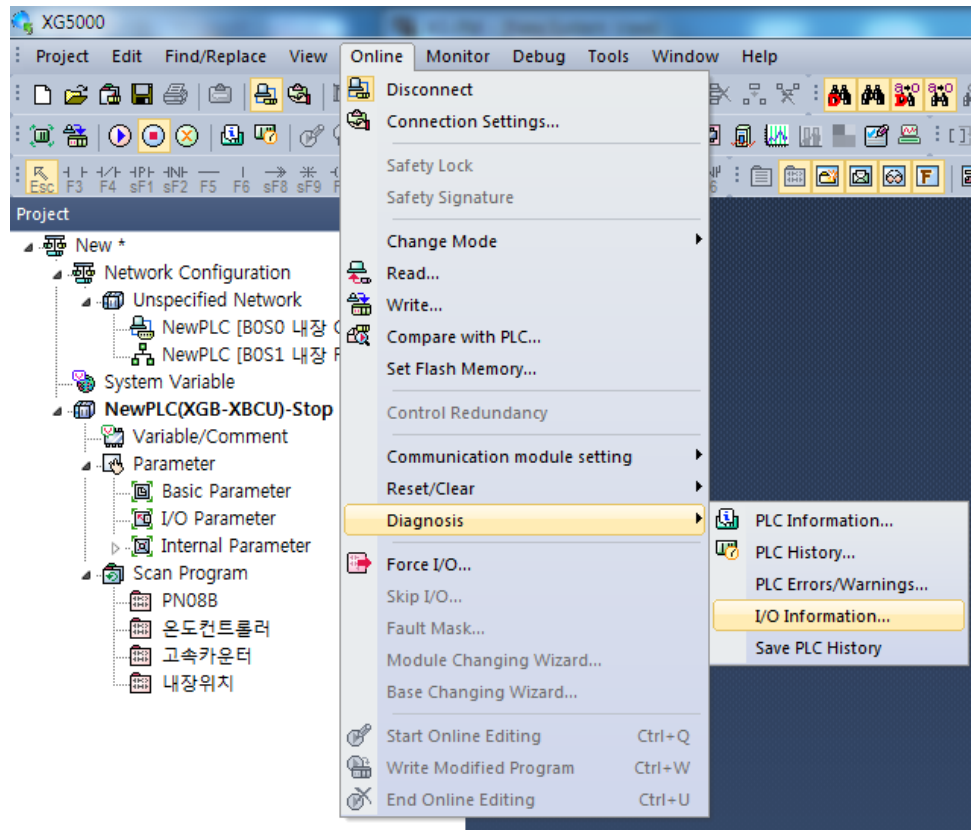 XG5000
Project Edit Find/Replace View Online Monitor Debug Tools Window Help
Esc F3 F4 sF1 sF2 F5 F6 sF8 sF9
Project
New *
Network Configuration
Unspecified Network
NewPLC [B0S0 내장
NewPLC [B0S1 내장
System Variable
NewPLC(XGB-XBCU)-Stop
Variable/Comment
Parameter
Basic Parameter
I/O Parameter
Internal Parameter
Scan Program
PN08B
온도컨트롤러
고속카운터
내장위치
Disconnect
Connection Settings...
Safety Lock
Safety Signature
Change Mode
Read...
Write...
Compare with PLC...
Set Flash Memory...
Control Redundancy
Communication module setting
Reset/Clear
Diagnosis
Force I/O...
Skip I/O...
Fault Mask...
Module Changing Wizard...
Base Changing Wizard...
Start Online Editing Ctrl+Q
Write Modified Program Ctrl+W
End Online Editing Ctrl+U
PLC Information...
PLC History...
PLC Errors/Warnings...
I/O Information...
Save PLC History